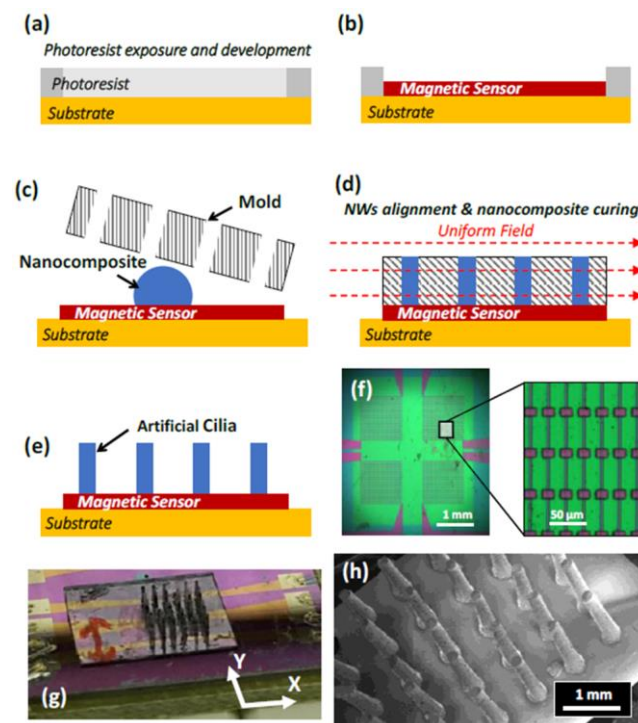 (a)
Photoresist exposure and development
Photoresist
Substrate
(b)
Magnetic Sensor
Substrate
(c)
Mold
Nanocomposite
Magnetic Sensor
Substrate
(d)
NWs alignment & nanocomposite curing
Uniform Field
Magnetic Sensor
Substrate
(e)
Artificial Cilia
Magnetic Sensor
Substrate
(f)
1 mm
50 µm
(g)
Y
X
(h)
1 mm